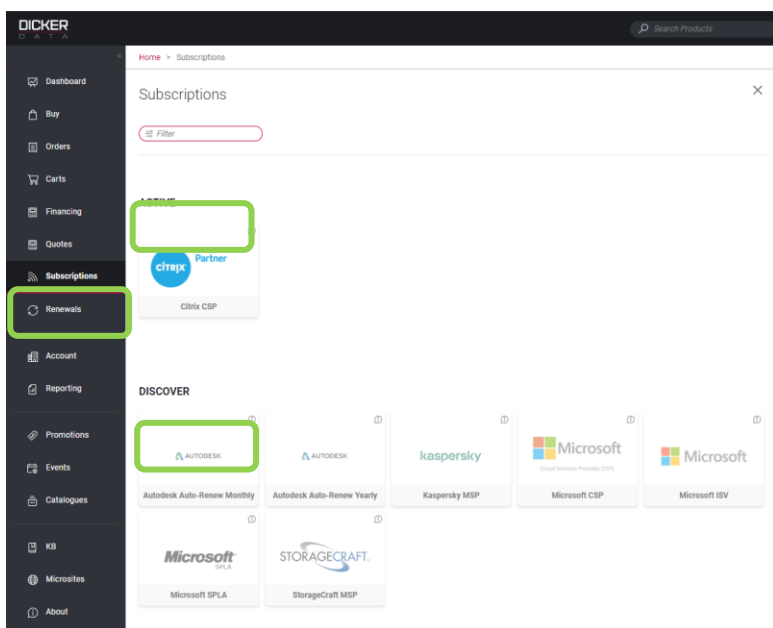 DICKER
DATA
Search Products
Home > Subscriptions
Dashboard
Buy
Orders
Carts
Financing
Quotes
Subscriptions
Renewals
Account
Reporting
Promotions
Events
Catalogues
KB
Microsites
About
Subscriptions
Filter
ACTIVE
CITRIX Partner
Citrix CSP
DISCOVER
AUTODESK AUTODESK kaspersky Microsoft Microsoft
Cloud Solution Provider (CSP)
Autodesk Auto-Renew Monthly Autodesk Auto-Renew Yearly Kaspersky MSP Microsoft CSP Microsoft ISV
Microsoft STORAGECRAFT.
SPLA
Microsoft SPLA StorageCraft MSP